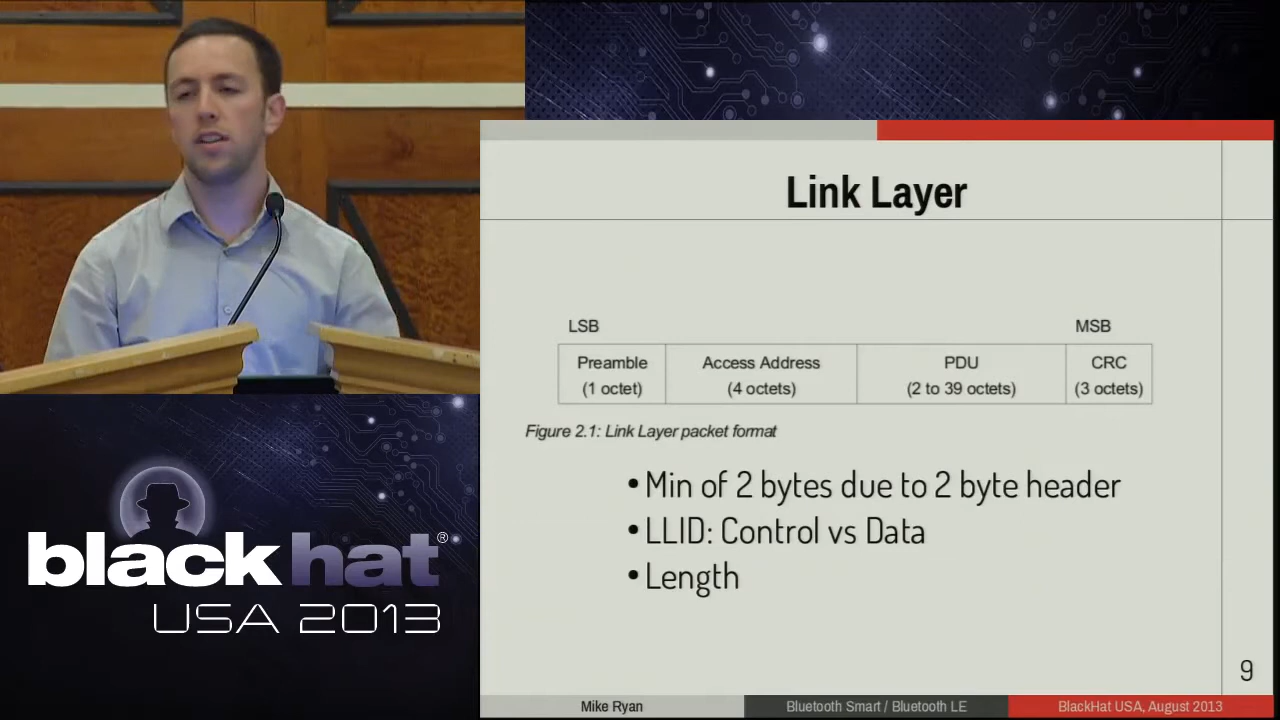 Link Layer
LSB MSB
Preamble Access Address PDU CRC
(1 octet) (4 octets) (2 to 39 octets) (3 octets)
Figure 2.1: Link Layer packet format
•Min of 2 bytes due to 2 byte header
•LLID: Control vs Data
•Length
9
Mike Ryan Bluetooth Smart / Bluetooth LE BlackHat USA, August 2013
black hat®
USA 2013